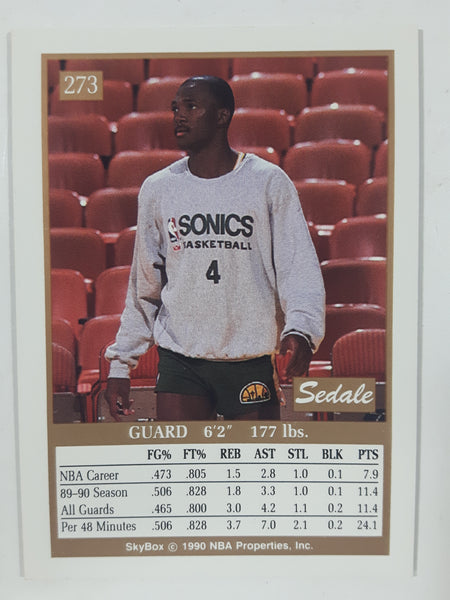 273
SONICS
BASKETBALL
4
Sedale
GUARD 6'2" 177 lbs.
FG% FT% REB AST STL BLK PTS
NBA Career .473 .805 1.5 2.8 1.0 0.1 7.9
89-90 Season .506 .828 1.8 3.3 1.0 0.1 11.4
All Guards .465 .800 3.0 4.2 1.1 0.2 11.4
Per 48 Minutes .506 .828 3.7 7.0 2.1 0.2 24.1
SkyBox © 1990 NBA Properties, Inc.